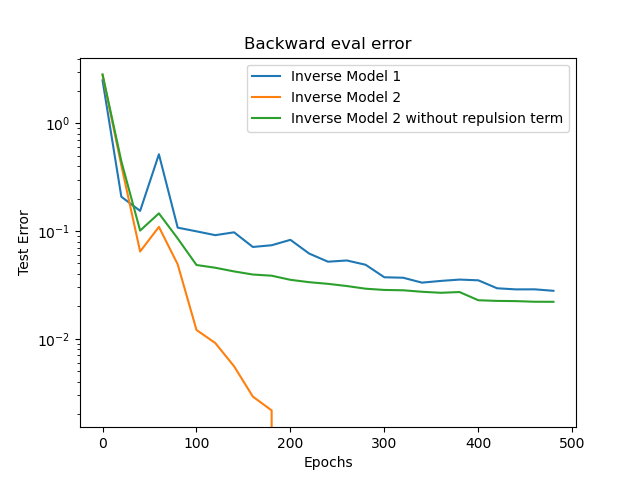 Backward eval error
Inverse Model 1
Inverse Model 2
Inverse Model 2 without repulsion term
Test Error
10⁰
10⁻¹
10⁻²
0 100 200 300 400 500
Epochs